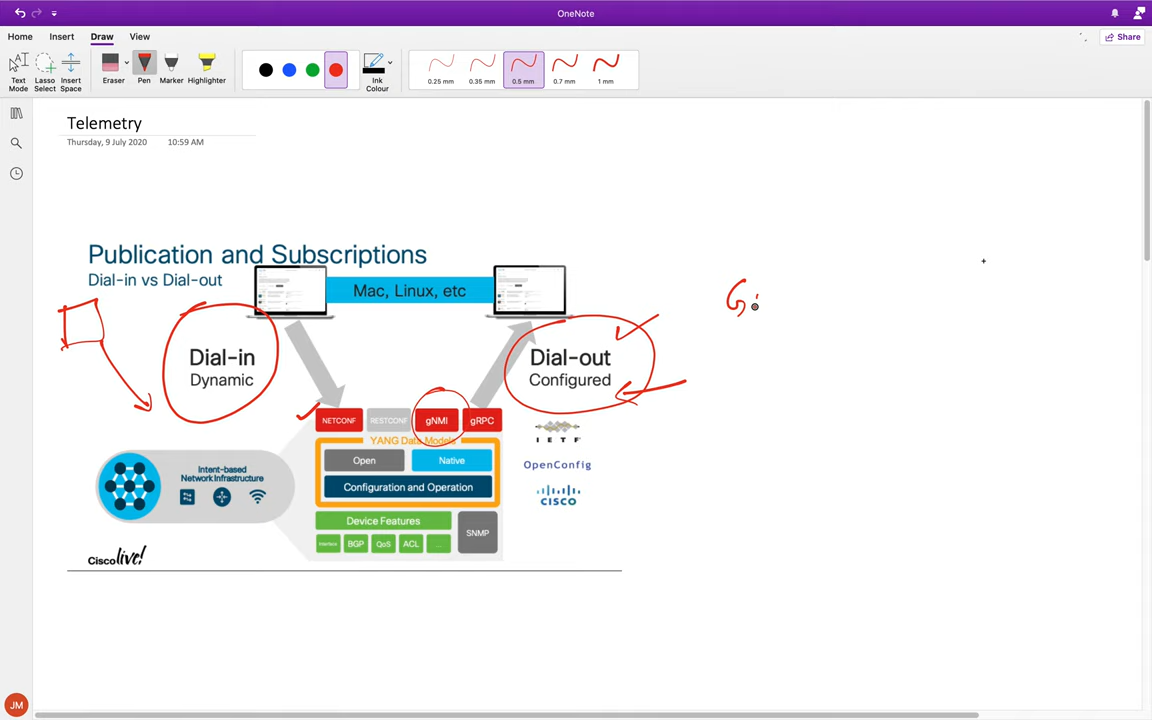 OneNote
Home
Insert
Draw
View
Share
Text Mode
Lasso Select
Insert Space
Eraser
Pen
Marker
Highlighter
Ink Colour
0.25 mm
0.35 mm
0.5 mm
0.7 mm
1 mm
Telemetry
Thursday, 9 July 2020
10:59 AM
Publication and Subscriptions
Dial-in vs Dial-out
Mac, Linux, etc
Dial-in
Dynamic
Dial-out
Configured
NETCONF
RESTCONF
gNMI
gRPC
YANG Data Models
Open
Native
Configuration and Operation
Intent-based
Network Infrastructure
Device Features
Interface
BGP
QoS
ACL
...
SNMP
IETF
OpenConfig
CISCO
Cisco live!
JM